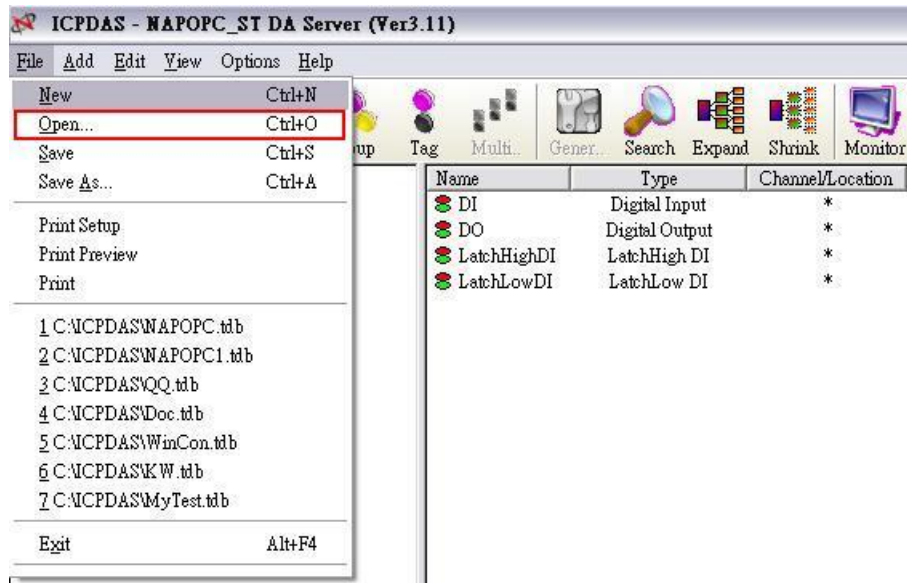 ICPDAS - NAPOPC_ST DA Server (Ver3.11)
File Add Edit View Options Help
New Ctrl+N
Open... Ctrl+O
Save Ctrl+S
Save As... Ctrl+A
Print Setup
Print Preview
Print
1 C:\ICPDAS\NAPOPC.tdb
2 C:\ICPDAS\NAPOPC1.tdb
3 C:\ICPDAS\QQ.tdb
4 C:\ICPDAS\Doc.tdb
5 C:\ICPDAS\WinCon.tdb
6 C:\ICPDAS\KW.tdb
7 C:\ICPDAS\MyTest.tdb
Exit Alt+F4
up Tag Multi.. Gener... Search Expand Shrink Monitor
Name Type Channel/Location
DI Digital Input *
DO Digital Output *
LatchHighDI LatchHigh DI *
LatchLowDI LatchLow DI *